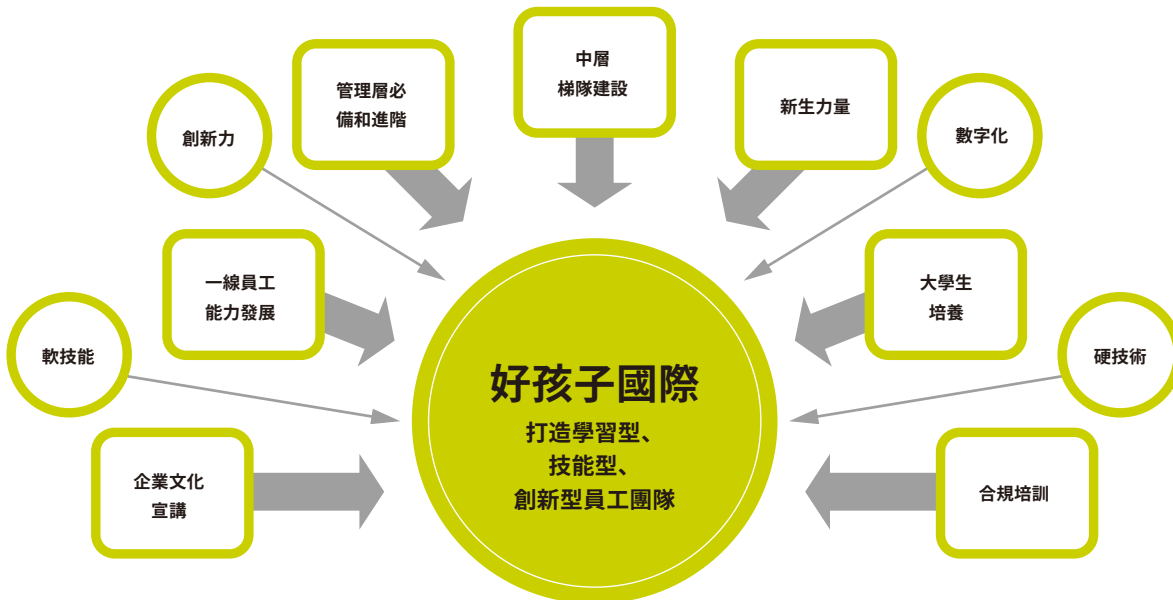 中層
梯隊建設
管理層必
備和進階
新生力量
創新力
數字化
一線員工
能力發展
大學生
培養
軟技能
硬技術
好孩子國際
打造學習型、
技能型、
創新型員工團隊
企業文化
宣講
合規培訓